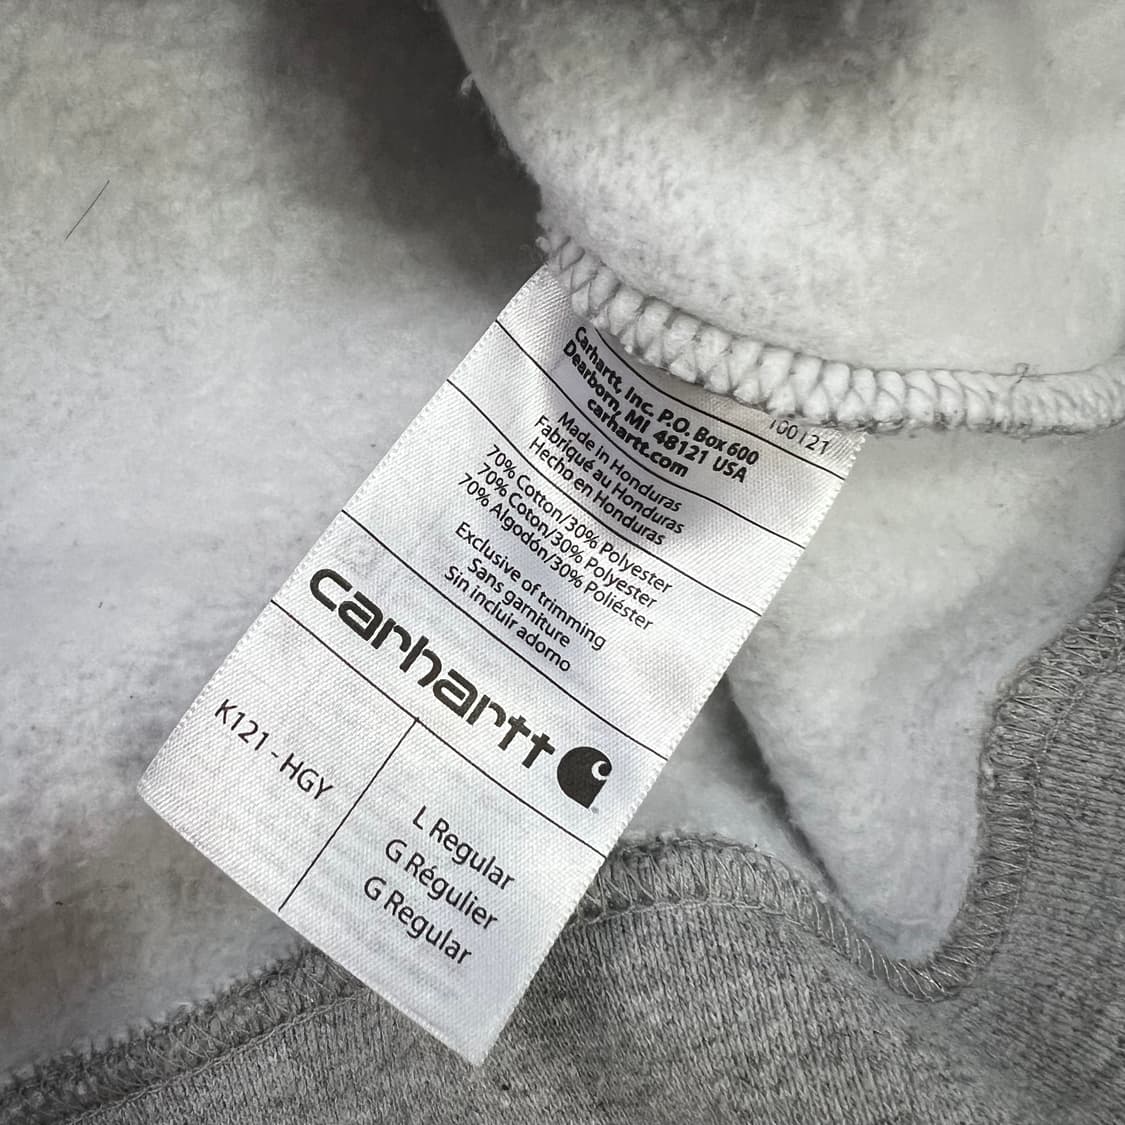 100121
Carhartt, Inc. P.O. Box 600
Dearborn, MI 48121 USA
carhartt.com
Made in Honduras
Fabriqué au Honduras
Hecho en Honduras
70% Cotton/30% Polyester
70% Coton/30% Polyester
70% Algodón/30% Poliéster
Exclusive of trimming
Sans garniture
Sin incluir adorno
carhartt
K121 - HGY
L Regular
G Régulier
G Regular